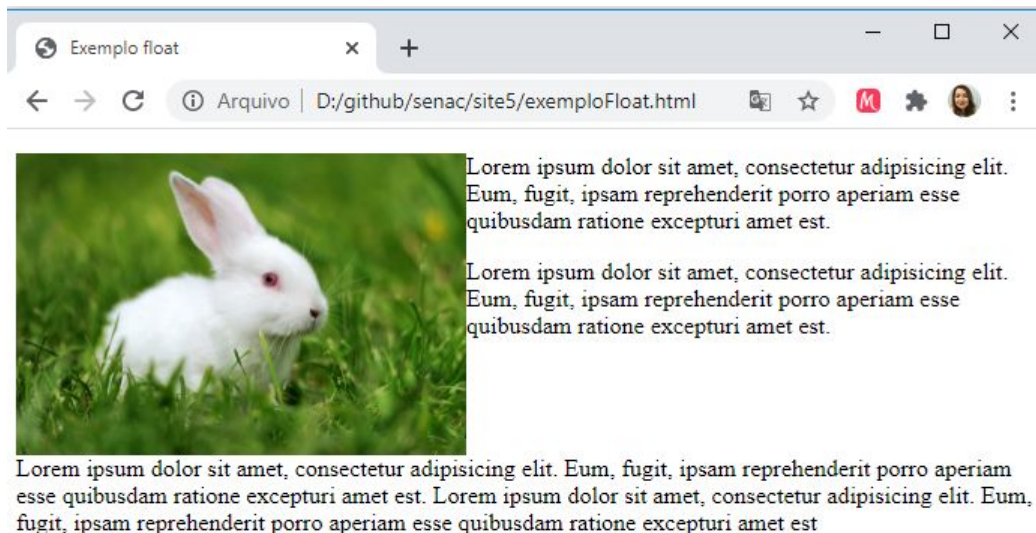 Exemplo float
Arquivo D:/github/senac/site5/exemploFloat.html
Lorem ipsum dolor sit amet, consectetur adipisicing elit.
Eum, fugit, ipsam reprehenderit porro aperiam esse
quibusdam ratione excepturi amet est.
Lorem ipsum dolor sit amet, consectetur adipisicing elit.
Eum, fugit, ipsam reprehenderit porro aperiam esse
quibusdam ratione excepturi amet est.
Lorem ipsum dolor sit amet, consectetur adipisicing elit. Eum, fugit, ipsam reprehenderit porro aperiam
esse quibusdam ratione excepturi amet est. Lorem ipsum dolor sit amet, consectetur adipisicing elit. Eum,
fugit, ipsam reprehenderit porro aperiam esse quibusdam ratione excepturi amet est